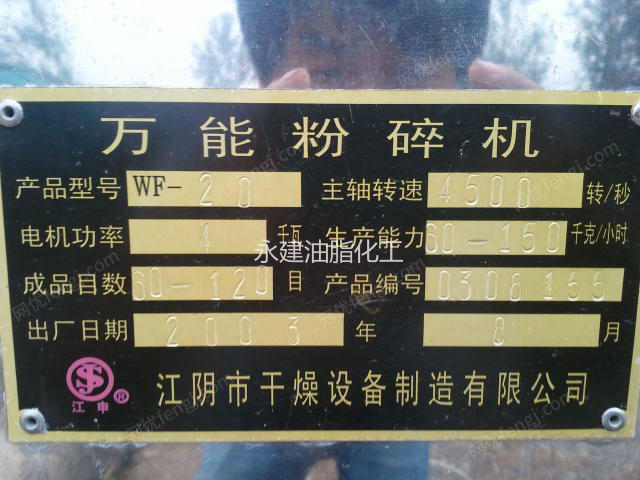 万能粉碎机
产品型号 WF-20 主轴转速 4500 转/秒
电机功率 4 千瓦 生产能力 60-150 千克/小时
永建油脂化工
成品目数 60-120 目 产品编号 0308155
出厂日期 2003 年 8 月
江申®
江阴市干燥设备制造有限公司